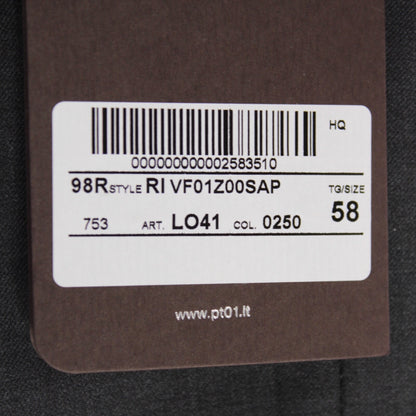 HQ
000000000002583510
98R STYLE RI VF01Z00SAP TG/SIZE
753 ART. LO41 COL. 0250 58
www.pt01.it